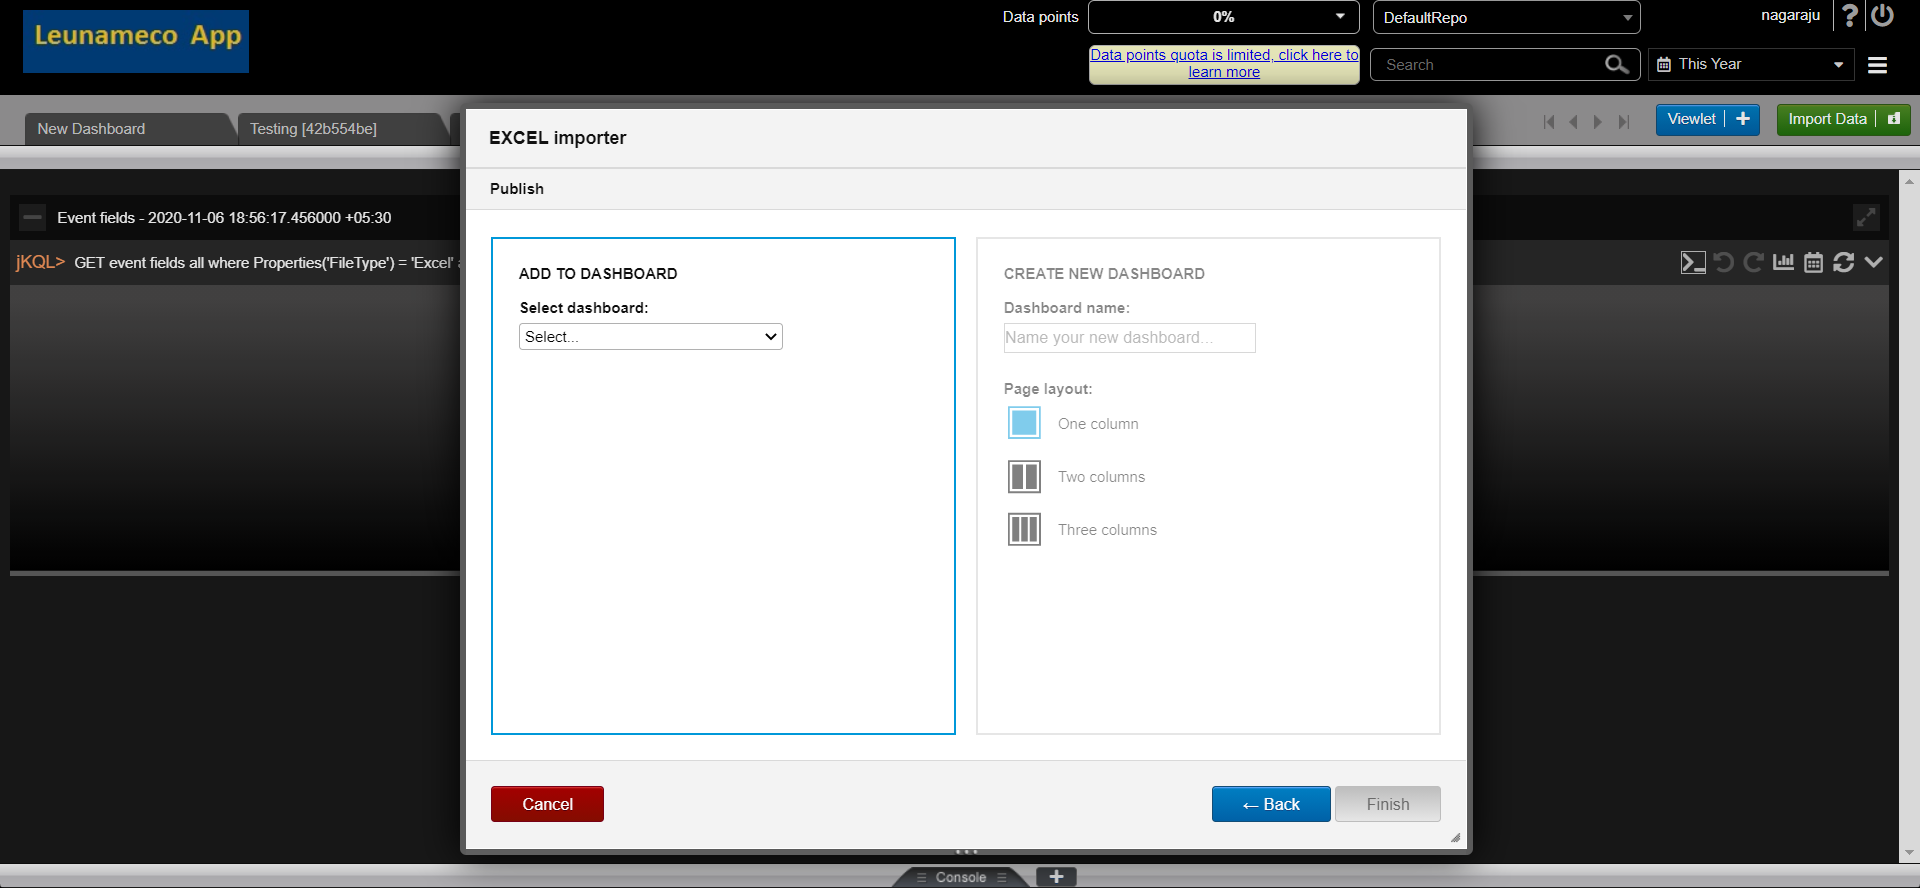 Leunameco App
Data points
0%
DefaultRepo
nagaraju
?
Data points quota is limited, click here to
learn more
Search
This Year
New Dashboard
Testing [42b554be]
Viewlet +
Import Data
EXCEL importer
Publish
Event fields - 2020-11-06 18:56:17.456000 +05:30
jKQL> GET event fields all where Properties('FileType') = 'Excel'
ADD TO DASHBOARD
Select dashboard:
Select...
CREATE NEW DASHBOARD
Dashboard name:
Name your new dashboard...
Page layout:
One column
Two columns
Three columns
Cancel
← Back
Finish
Console
+